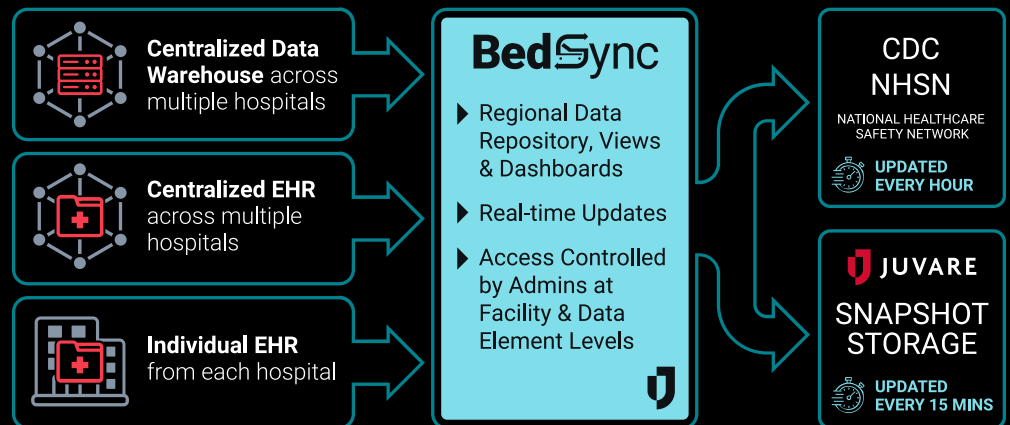 Centralized Data
Warehouse across
multiple hospitals
Centralized EHR
across multiple
hospitals
Individual EHR
from each hospital
BedSync
Regional Data
Repository, Views
& Dashboards
Real-time Updates
Access Controlled
by Admins at
Facility & Data
Element Levels
CDC
NHSN
NATIONAL HEALTHCARE
SAFETY NETWORK
UPDATED
EVERY HOUR
JUVARE
SNAPSHOT
STORAGE
UPDATED
EVERY 15 MINS